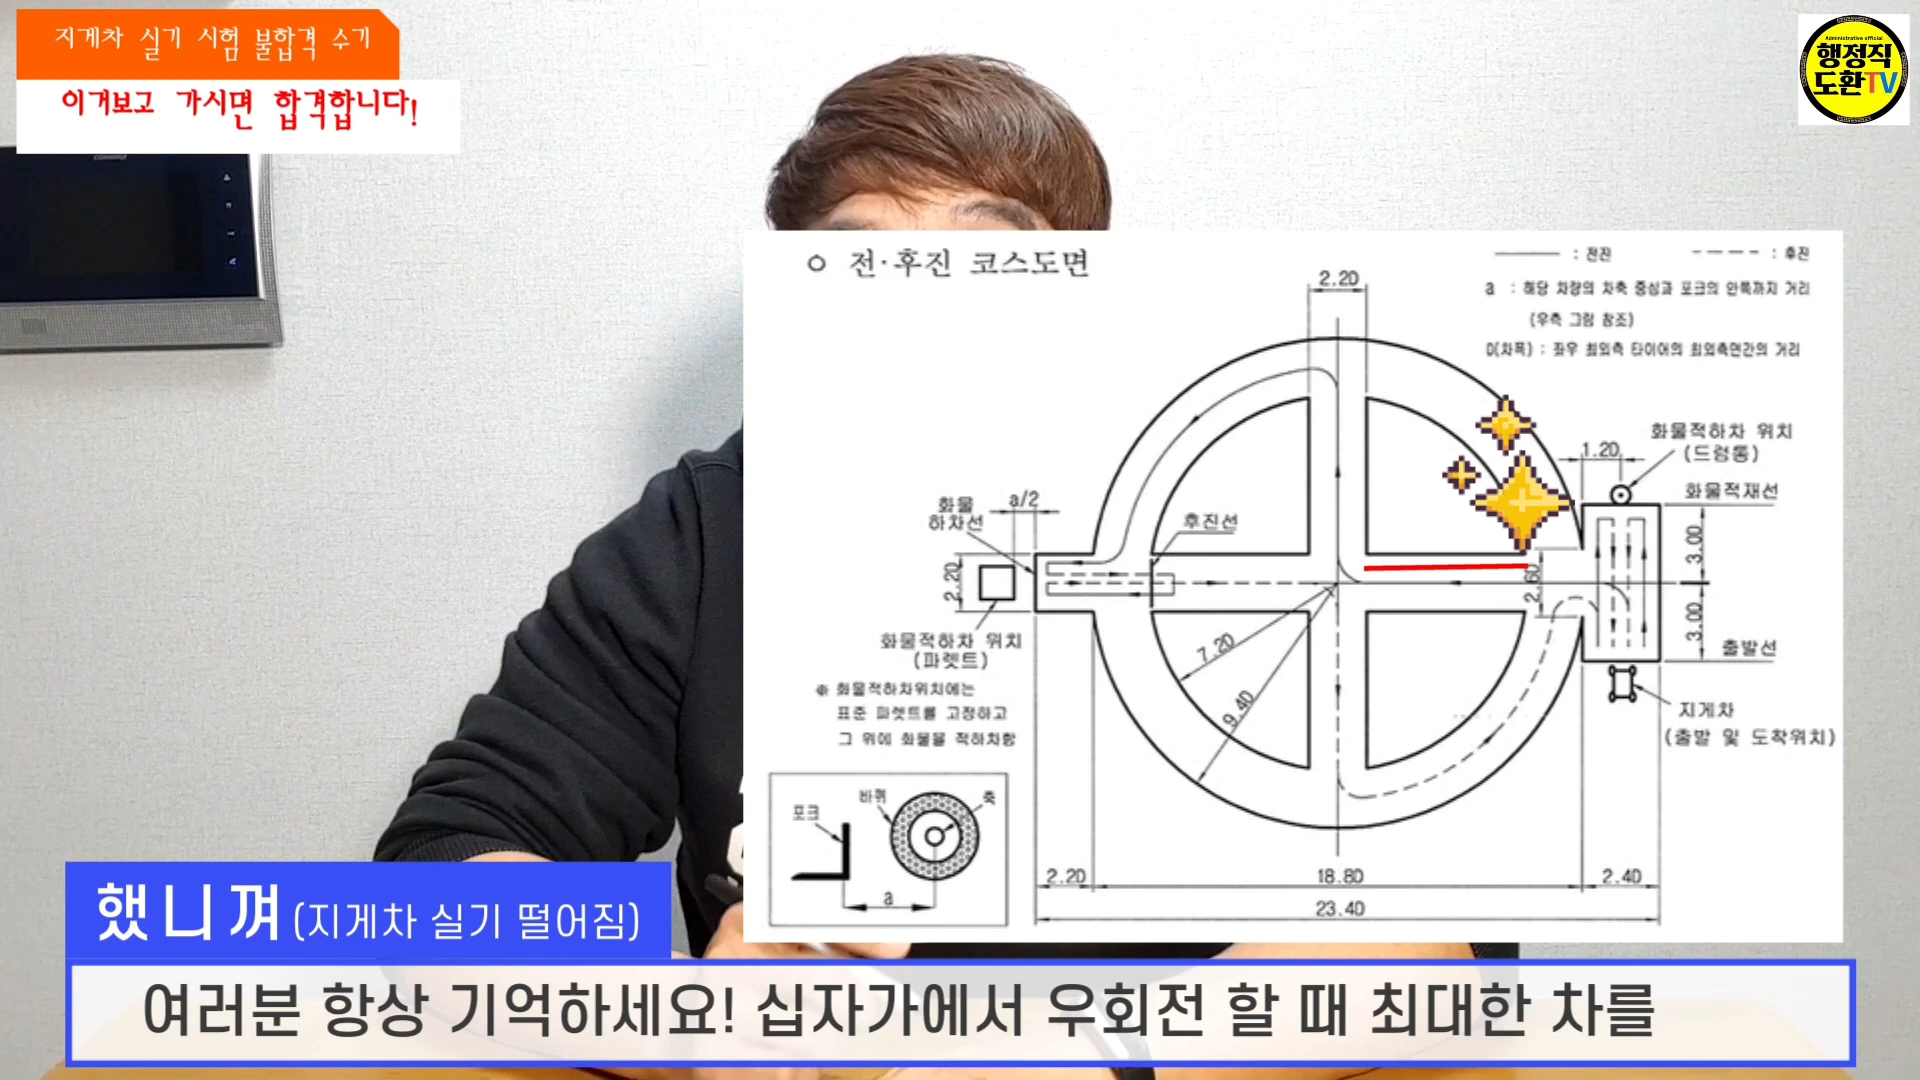 지게차 실기 시험 불합격 수기
이거보고 가시면 합격합니다!
Administrative official
행정직
도환TV
전·후진 코스도면
: 전진
: 후진
a : 해당 차량의 차축 중심과 포크의 안쪽까지 거리
(우측 그림 참조)
D(차폭) : 좌우 최외측 타이어의 최외측면간의 거리
2.20
화물적하차 위치
(드럼통)
1.20
화물적재선
화물
하차선
a/2
후진선
2.20
2.60
3.00
3.00
출발선
화물적하차 위치
(파렛트)
7.20
9.40
지게차
(출발 및 도착위치)
※ 화물적하차위치에는
표준 파렛트를 고정하고
그 위에 화물을 적하차함
포크
바퀴
축
a
2.20
18.80
2.40
23.40
했니껴(지게차 실기 떨어짐)
여러분 항상 기억하세요! 십자가에서 우회전 할 때 최대한 차를